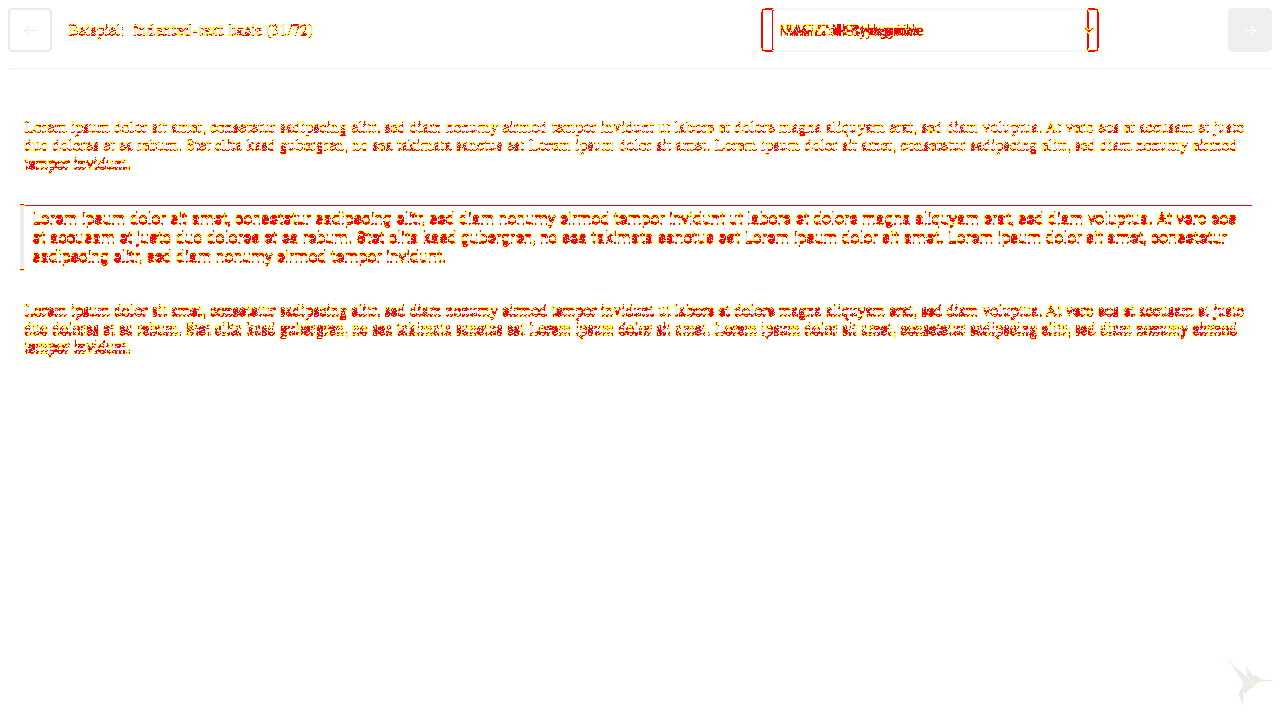 Beispiel: indented-text basic (31/72)
Lorem ipsum dolor sit amet, consetetur sadipscing elitr, sed diam nonumy eirmod tempor invidunt ut labore et dolore magna aliquyam erat, sed diam voluptua. At vero eos et accusam et justo
duo dolores et ea rebum. Stet clita kasd gubergren, no sea takimata sanctus est Lorem ipsum dolor sit amet. Lorem ipsum dolor sit amet, consetetur sadipscing elitr, sed diam nonumy eirmod
tempor invidunt.
Lorem ipsum dolor sit amet, consetetur sadipscing elitr, sed diam nonumy eirmod tempor invidunt ut labore et dolore magna aliquyam erat, sed diam voluptua. At vero eos
et accusam et justo duo dolores et ea rebum. Stet clita kasd gubergren, no sea takimata sanctus est Lorem ipsum dolor sit amet. Lorem ipsum dolor sit amet, consetetur
sadipscing elitr, sed diam nonumy eirmod tempor invidunt.
Lorem ipsum dolor sit amet, consetetur sadipscing elitr, sed diam nonumy eirmod tempor invidunt ut labore et dolore magna aliquyam erat, sed diam voluptua. At vero eos et accusam et justo
duo dolores et ea rebum. Stet clita kasd gubergren, no sea takimata sanctus est Lorem ipsum dolor sit amet. Lorem ipsum dolor sit amet, consetetur sadipscing elitr, sed diam nonumy eirmod
tempor invidunt.